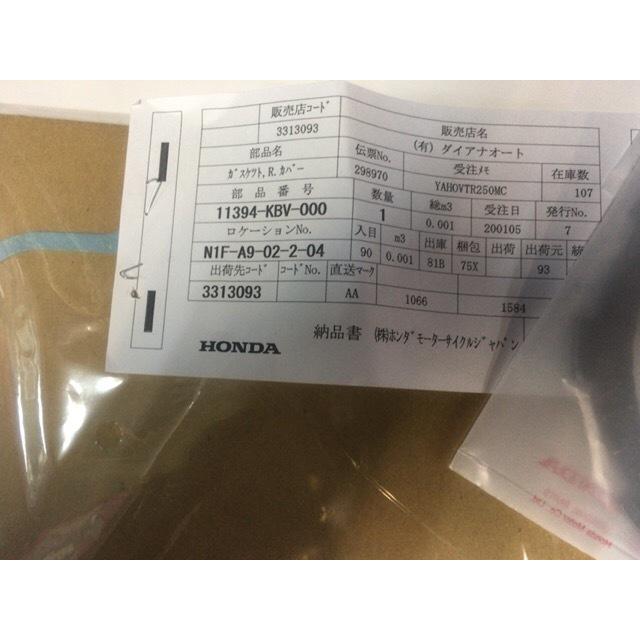 販売店コード゛
3313093
販売店名
(有) ダイアナオート
部品名
伝票No.
受注メモ
在庫数
ガスケツト,R.カバー
298970
YAHOVTR250MC
107
部品番号
数量
総m3
受注日
発行No.
11394-KBV-000
1
0.001
200105
7
ロケーションNo.
入目
m3
出庫
梱包
出荷
出荷元
N1F-A9-02-2-04
90
0.001
81B
75X
93
出荷先コード
コードNo.
直送マーク
3313093
AA
1066
1584
HONDA
納品書
(株)ホンダモーターサイクルジャパン
HONDA
Honda Motor Co., Ltd.